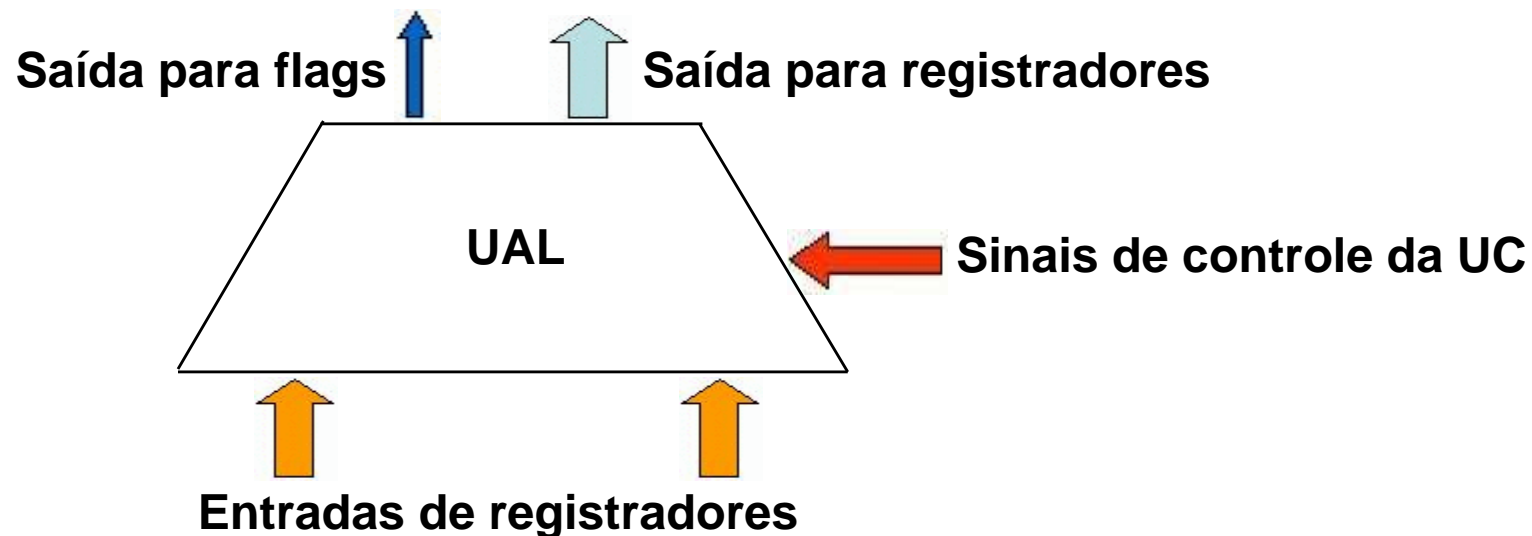 Saída para flags
Saída para registradores
UAL
Sinais de controle da UC
Entradas de registradores